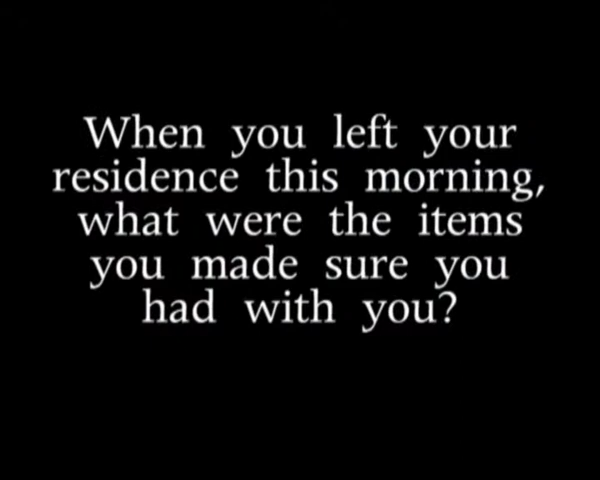 When you left your
residence this morning,
what were the items
you made sure you
had with you?